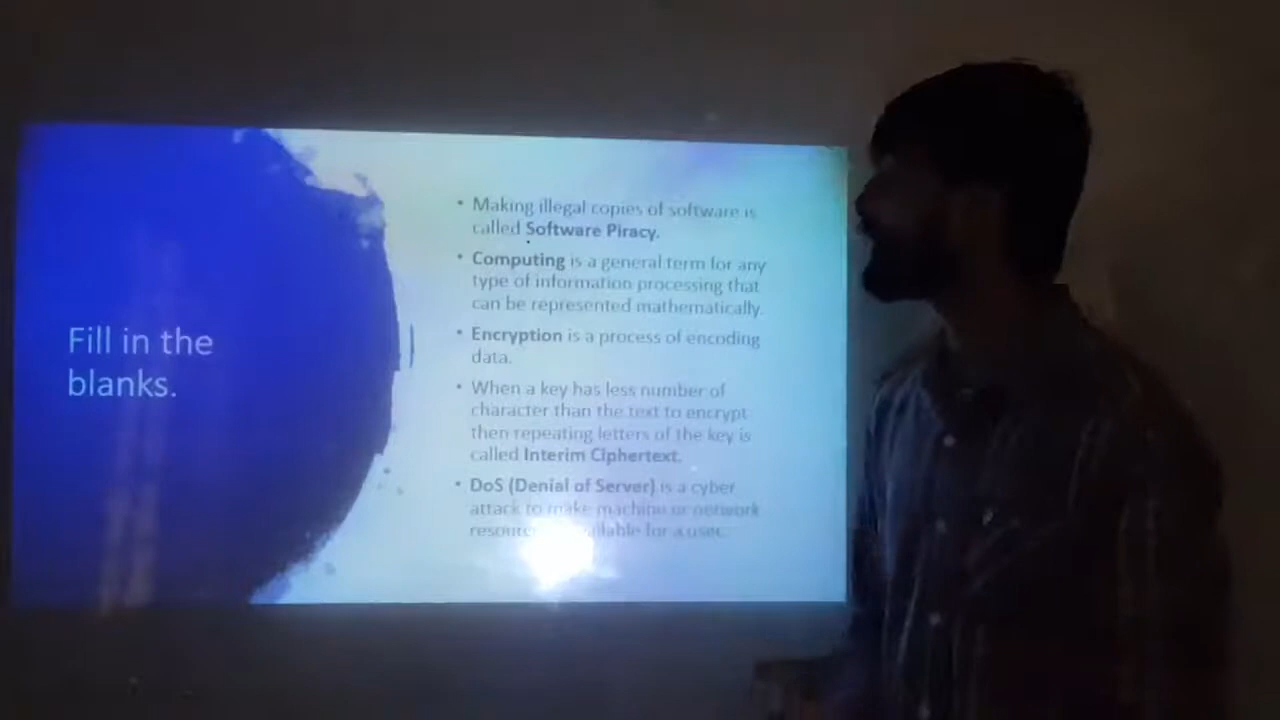 Fill in the
blanks.
• Making illegal copies of software is
called Software Piracy.
• Computing is a general term for any
type of information processing that
can be represented mathematically.
• Encryption is a process of encoding
data.
• When a key has less number of
character than the text to encrypt
then repeating letters of the key is
called Interim Ciphertext.
• DoS (Denial of Server) is a cyber
attack to make machine or network
for a user.